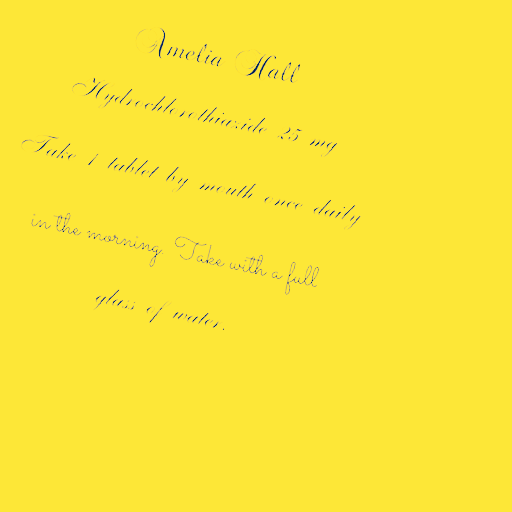 Amelia Hall
Hydrochlorothiazide 25 mg
Take 1 tablet by mouth once daily
in the morning. Take with a full
glass of water.